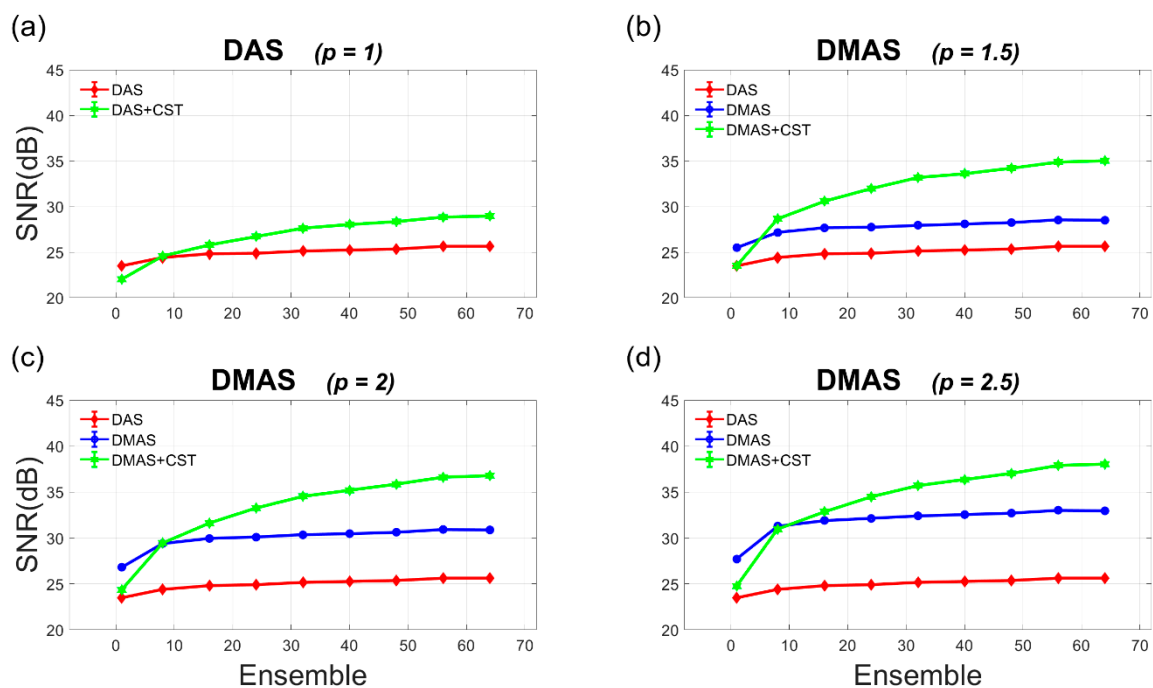 (a)
DAS (p = 1)
SNR(dB)
45
40
35
30
25
20
DAS
DAS+CST
0 10 20 30 40 50 60 70
(b)
DMAS (p = 1.5)
45
40
35
30
25
20
DAS
DMAS
DMAS+CST
0 10 20 30 40 50 60 70
(c)
DMAS (p = 2)
SNR(dB)
45
40
35
30
25
20
DAS
DMAS
DMAS+CST
0 10 20 30 40 50 60 70
Ensemble
(d)
DMAS (p = 2.5)
45
40
35
30
25
20
DAS
DMAS
DMAS+CST
0 10 20 30 40 50 60 70
Ensemble